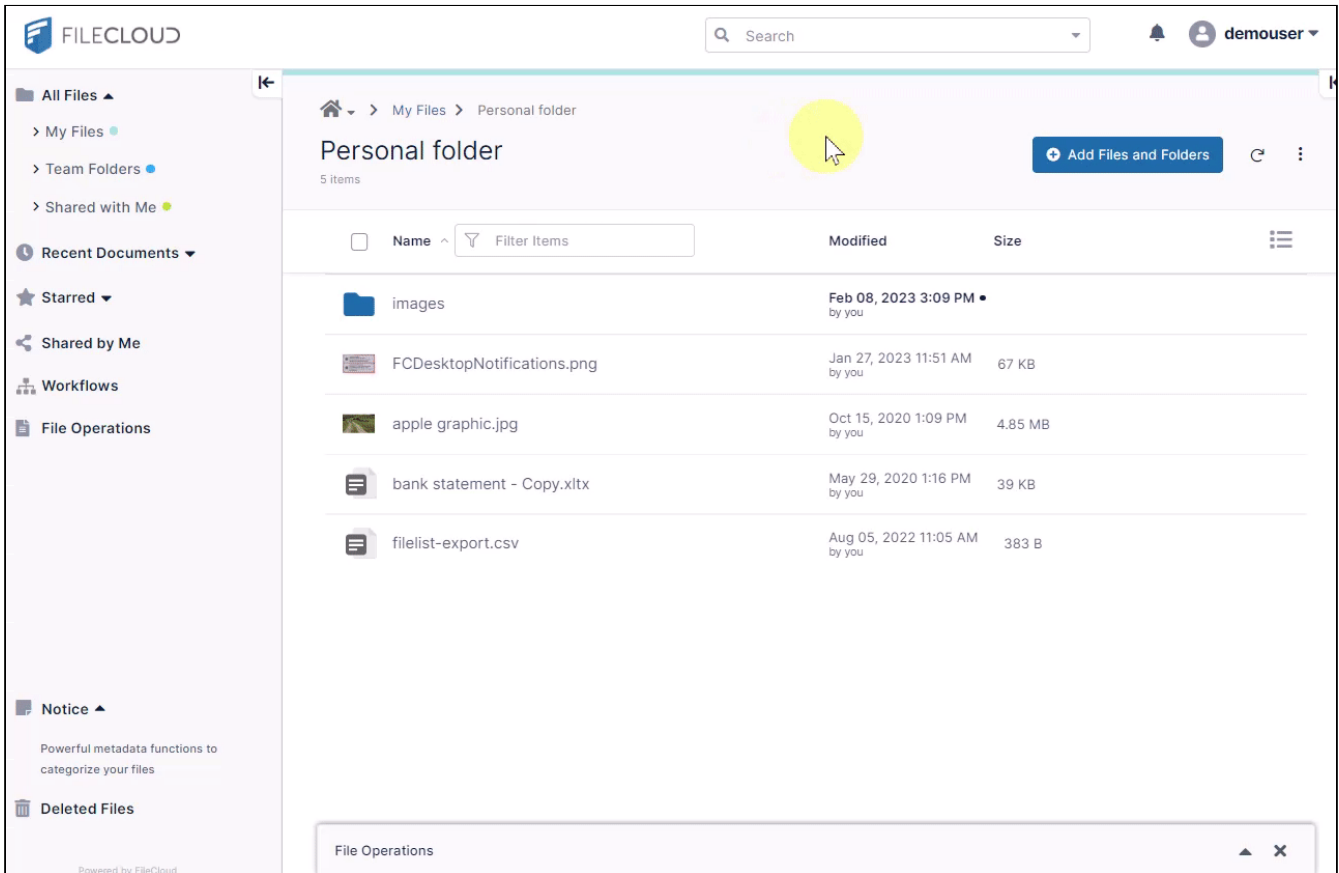 FILECLOUD
Search
demouser
All Files
My Files
Team Folders
Shared with Me
Recent Documents
Starred
Shared by Me
Workflows
File Operations
Notice
Powerful metadata functions to
categorize your files
Deleted Files
Powered by FileCloud
My Files > Personal folder
Personal folder
5 items
Add Files and Folders
Name Filter Items Modified Size
images Feb 08, 2023 3:09 PM •
by you
FCDesktopNotifications.png Jan 27, 2023 11:51 AM 67 KB
by you
apple graphic.jpg Oct 15, 2020 1:09 PM 4.85 MB
by you
bank statement - Copy.xltx May 29, 2020 1:16 PM 39 KB
by you
filelist-export.csv Aug 05, 2022 11:05 AM 383 B
by you
File Operations